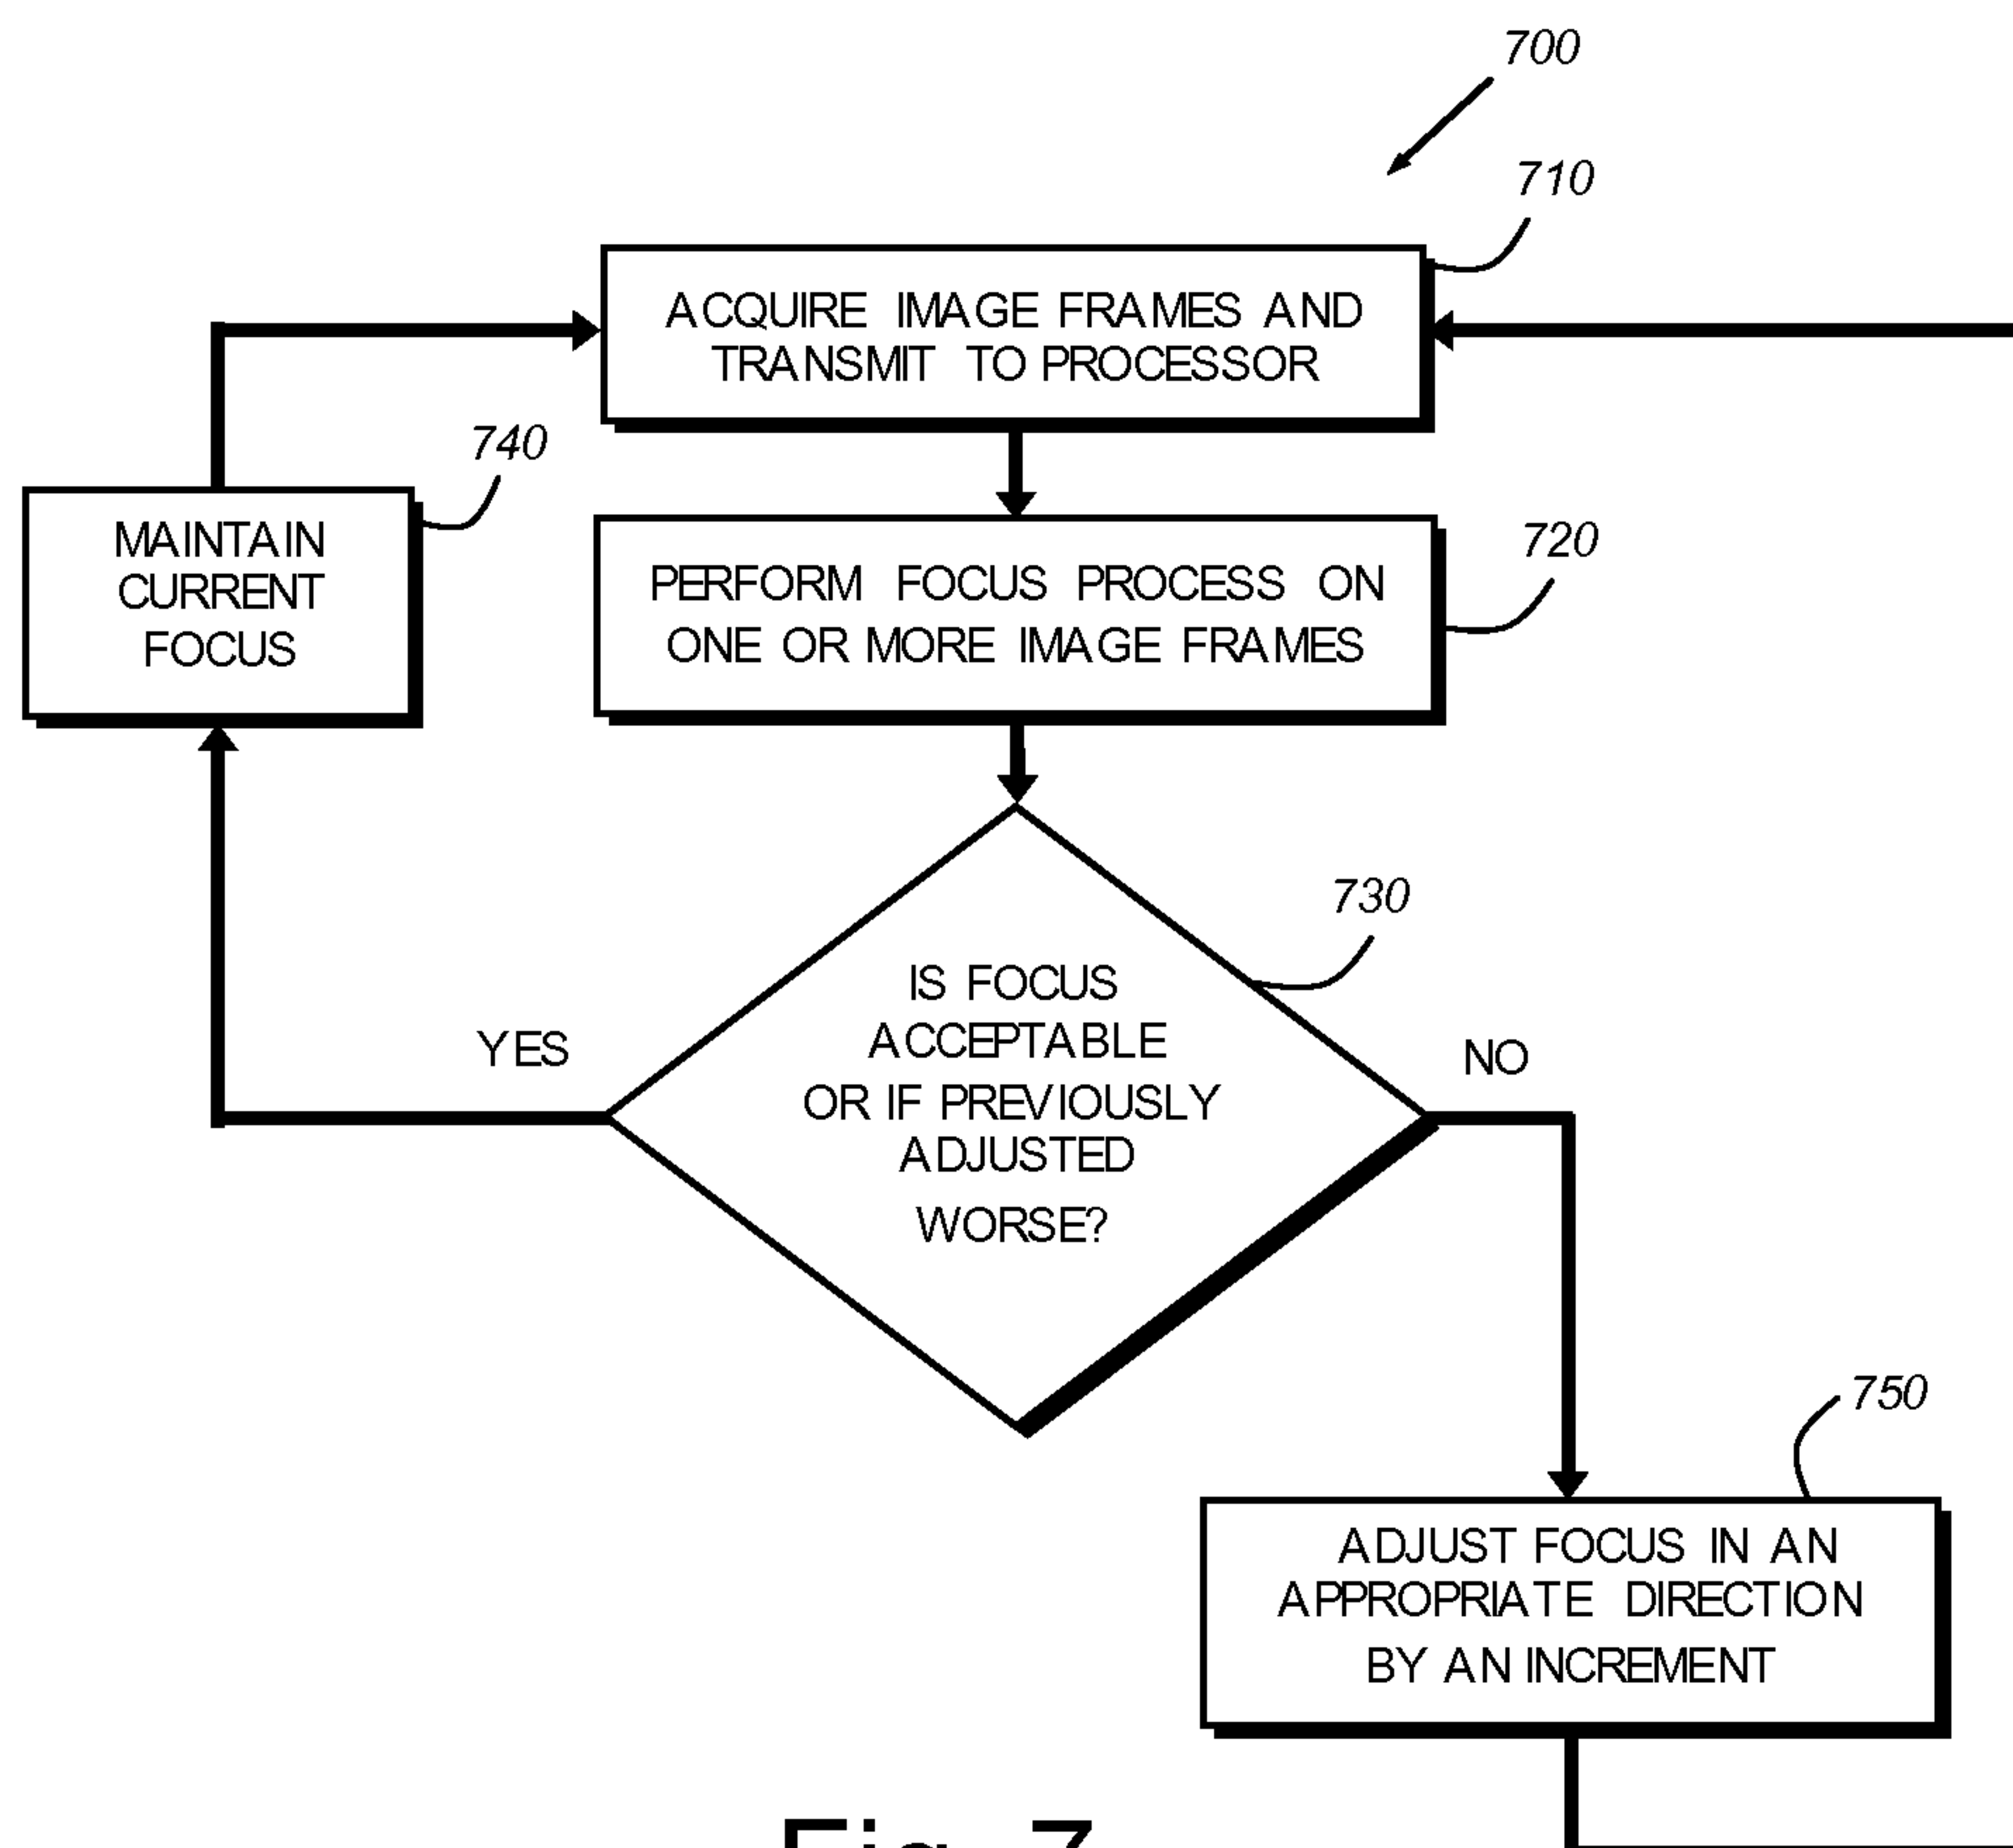 700
710
ACQUIRE IMAGE FRAMES AND
TRANSMIT TO PROCESSOR
740
MAINTAIN
CURRENT
FOCUS
720
PERFORM FOCUS PROCESS ON
ONE OR MORE IMAGE FRAMES
730
IS FOCUS
ACCEPTABLE
OR IF PREVIOUSLY
ADJUSTED
WORSE?
YES
NO
750
ADJUST FOCUS IN AN
APPROPRIATE DIRECTION
BY AN INCREMENT
Fig. 7